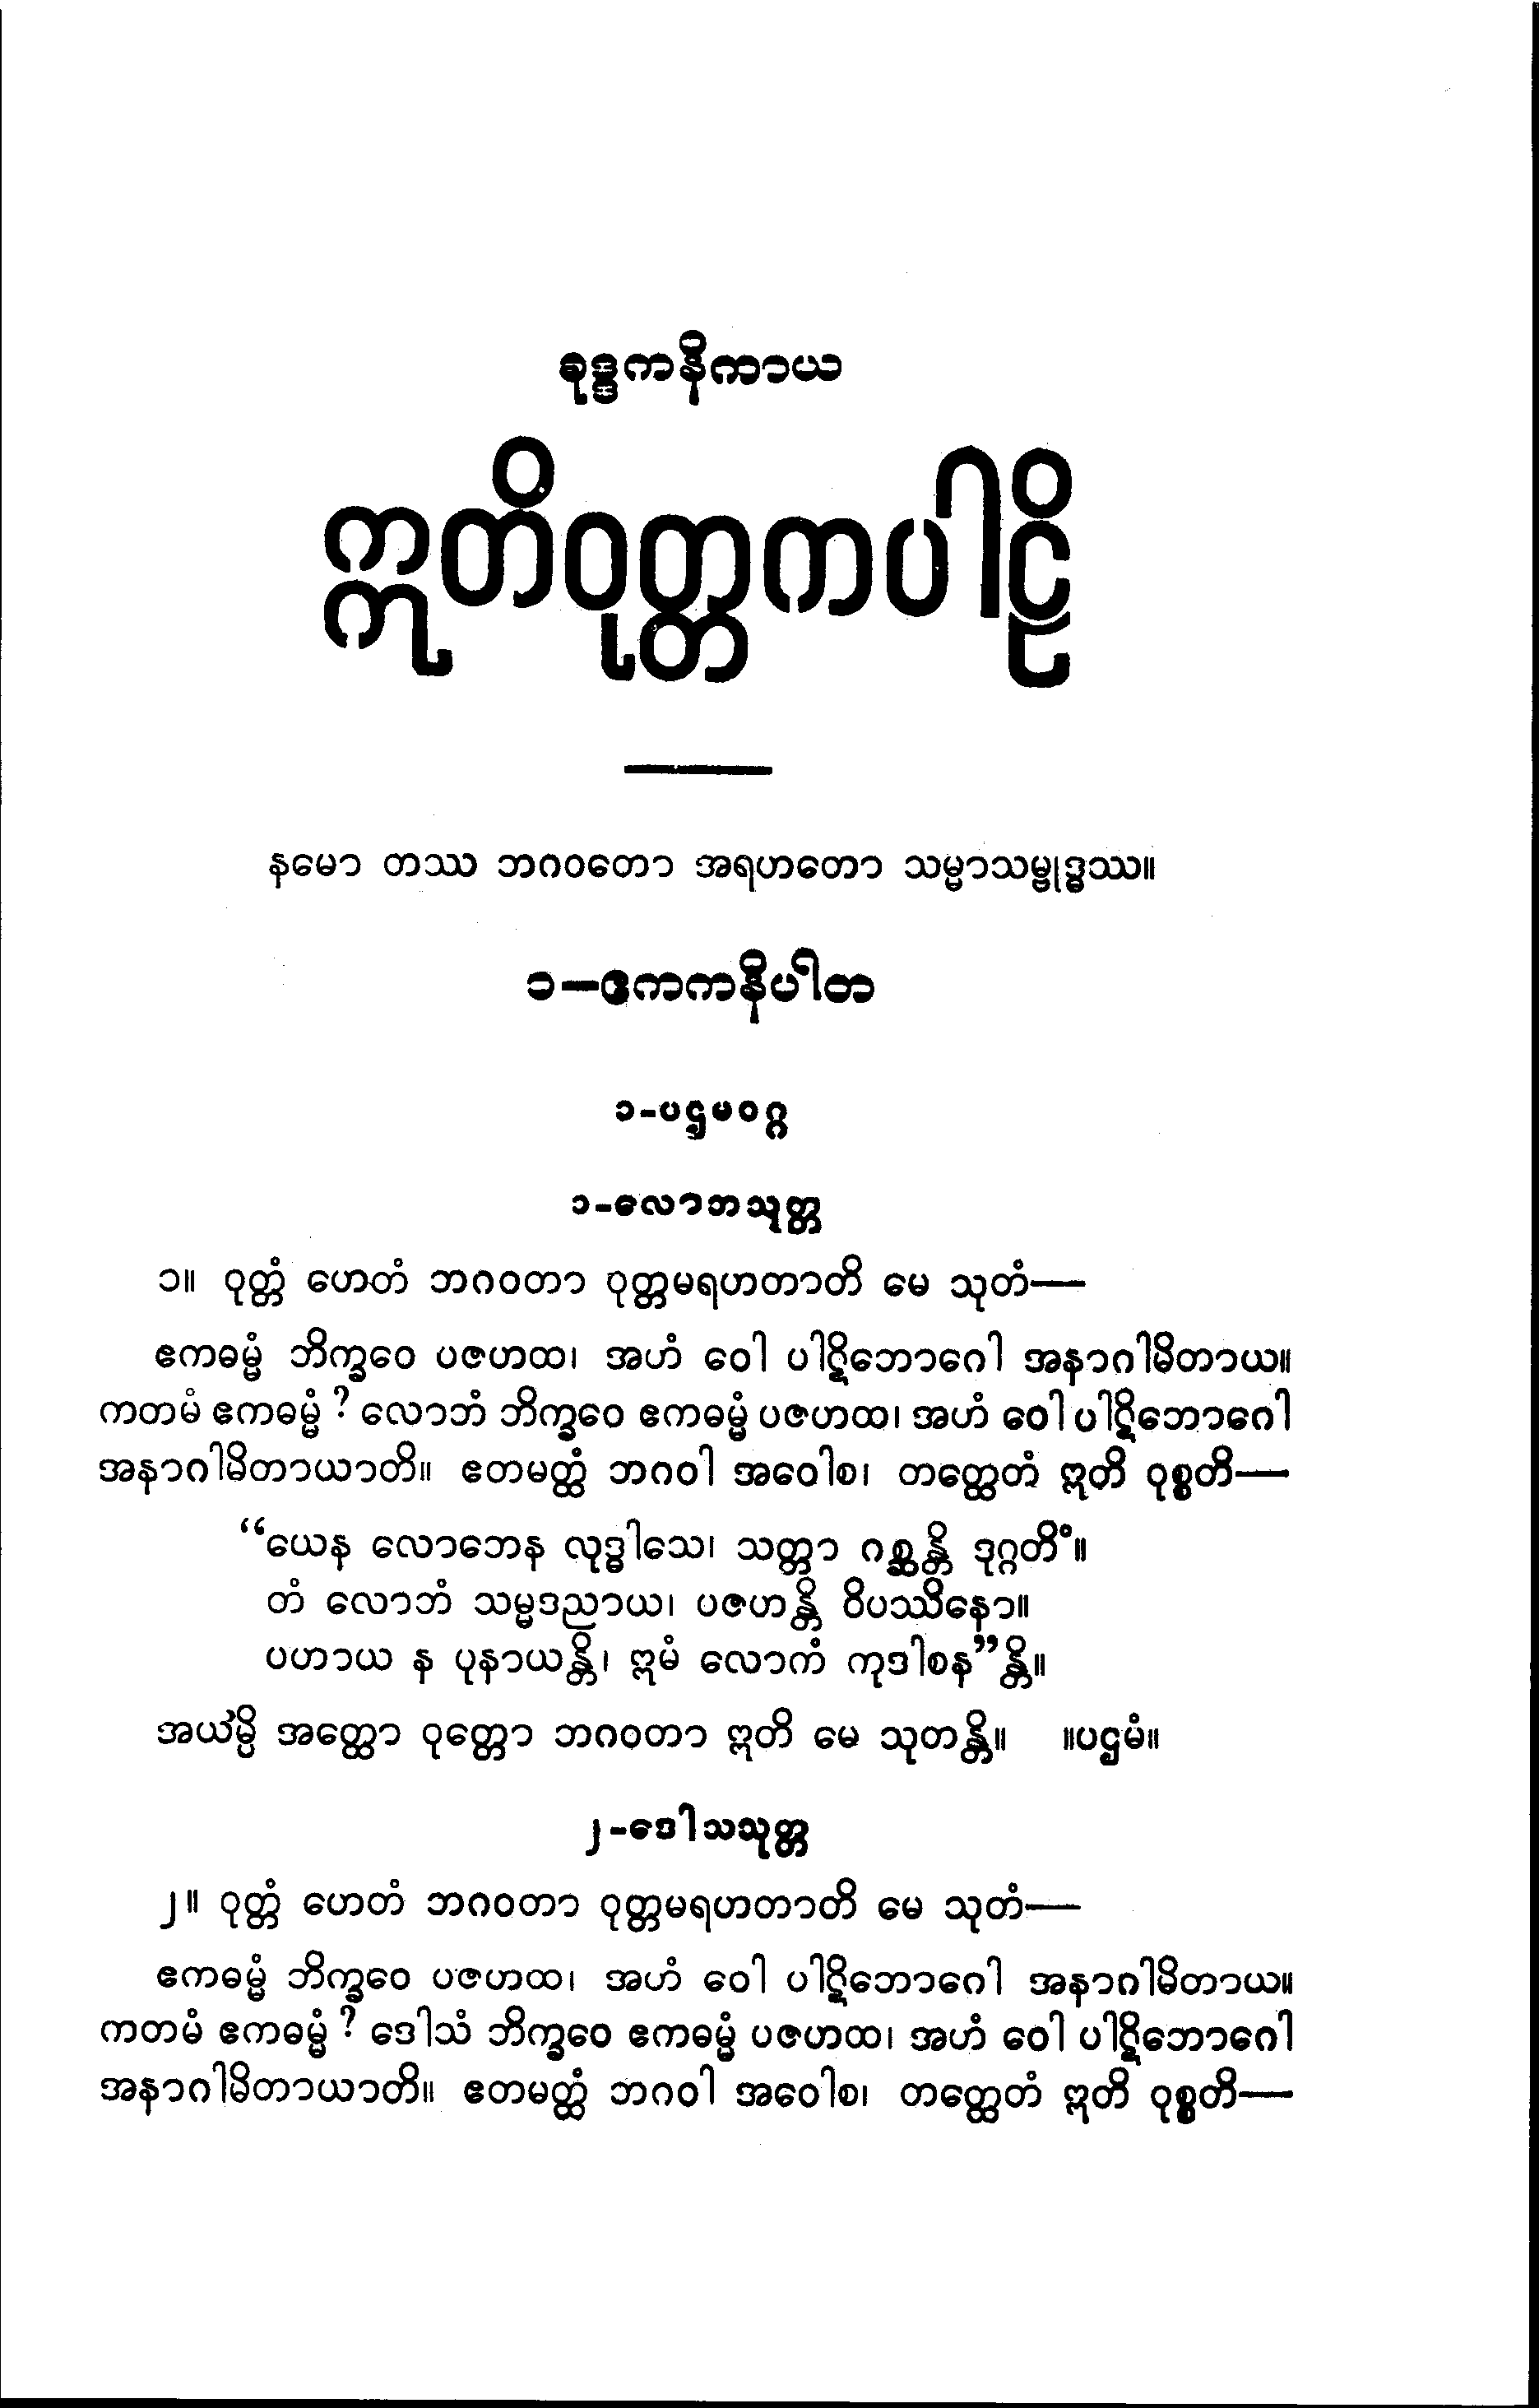 ခုဒ္ဒကနိကာယ
ဣတိဝုတ္တကပါဠိ
နမော တဿ ဘဂဝတော အရဟတော သမ္မာသမ္ဗုဒ္ဓဿ။
၁–ဧကကနိပါတ
၁-ပဌမဝဂ္ဂ
၁-လောဘသုတ္တ
၁။ ဝုတ္တံ ဟေတံ ဘဂဝတာ ဝုတ္တမရဟတာတိ မေ သုတံ—
ဧကဓမ္မံ ဘိက္ခဝေ ပဇဟထ၊ အဟံ ဝေါ ပါဋိဘောဂေါ အနာဂါမိတာယ။
ကတမံ ဧကဓမ္မံ ? လောဘံ ဘိက္ခဝေ ဧကဓမ္မံ ပဇဟထ၊ အဟံ ဝေါ ပါဋိဘောဂေါ
အနာဂါမိတာယာတိ။ ဧတမတ္ထံ ဘဂဝါ အဝေါစ၊ တတ္ထေတံ ဣတိ ဝုစ္စတိ—
“ယေန လောဘေန လုဒ္ဓါသေ၊ သတ္တာ ဂစ္ဆန္တိ ဒုဂ္ဂတိံ။
တံ လောဘံ သမ္မဒညာယ၊ ပဇဟန္တိ ဝိပဿိနော။
ပဟာယ န ပုနာယန္တိ၊ ဣမံ လောကံ ကုဒါစန”န္တိ။
အယံမ္ပိ အတ္ထော ဝုတ္တော ဘဂဝတာ ဣတိ မေ သုတန္တိ။ ။ပဌမံ။
၂-ဒေါသသုတ္တ
၂။ ဝုတ္တံ ဟေတံ ဘဂဝတာ ဝုတ္တမရဟတာတိ မေ သုတံ—
ဧကဓမ္မံ ဘိက္ခဝေ ပဇဟထ၊ အဟံ ဝေါ ပါဋိဘောဂေါ အနာဂါမိတာယ။
ကတမံ ဧကဓမ္မံ ? ဒေါသံ ဘိက္ခဝေ ဧကဓမ္မံ ပဇဟထ၊ အဟံ ဝေါ ပါဋိဘောဂေါ
အနာဂါမိတာယာတိ။ ဧတမတ္ထံ ဘဂဝါ အဝေါစ၊ တတ္ထေတံ ဣတိ ဝုစ္စတိ—